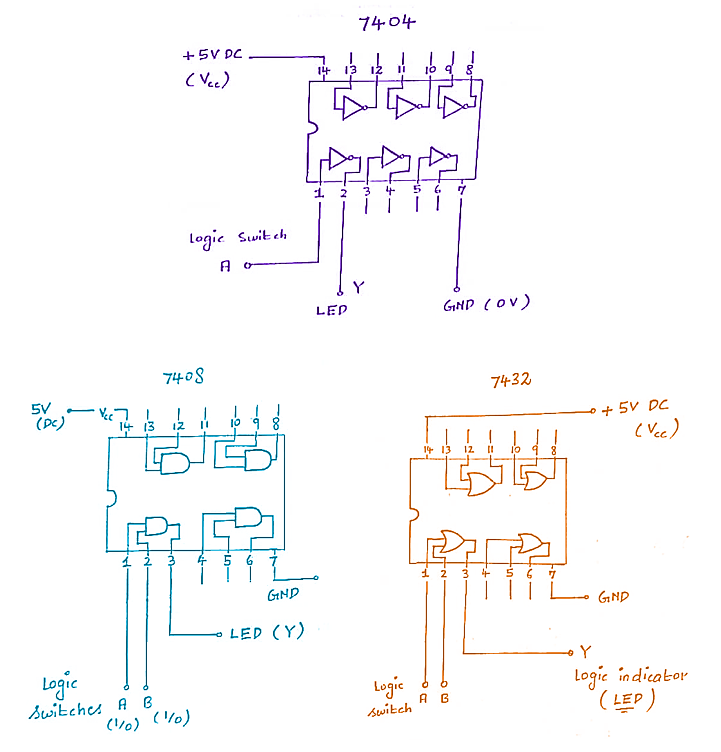 7404
+5V DC
(Vcc)
14 13 12 11 10 9 8
1 2 3 4 5 6 7
Logic Switch
A
Y
LED
GND (0V)
7408
5V
(DC)
Vcc
14 13 12 11 10 9 8
1 2 3 4 5 6 7
GND
LED (Y)
Logic
Switches A B
(1/0) (1/0)
7432
+ 5V DC
(Vcc)
14 13 12 11 10 9 8
1 2 3 4 5 6 7
GND
Y
Logic indicator
(LED)
Logic
Switch A B